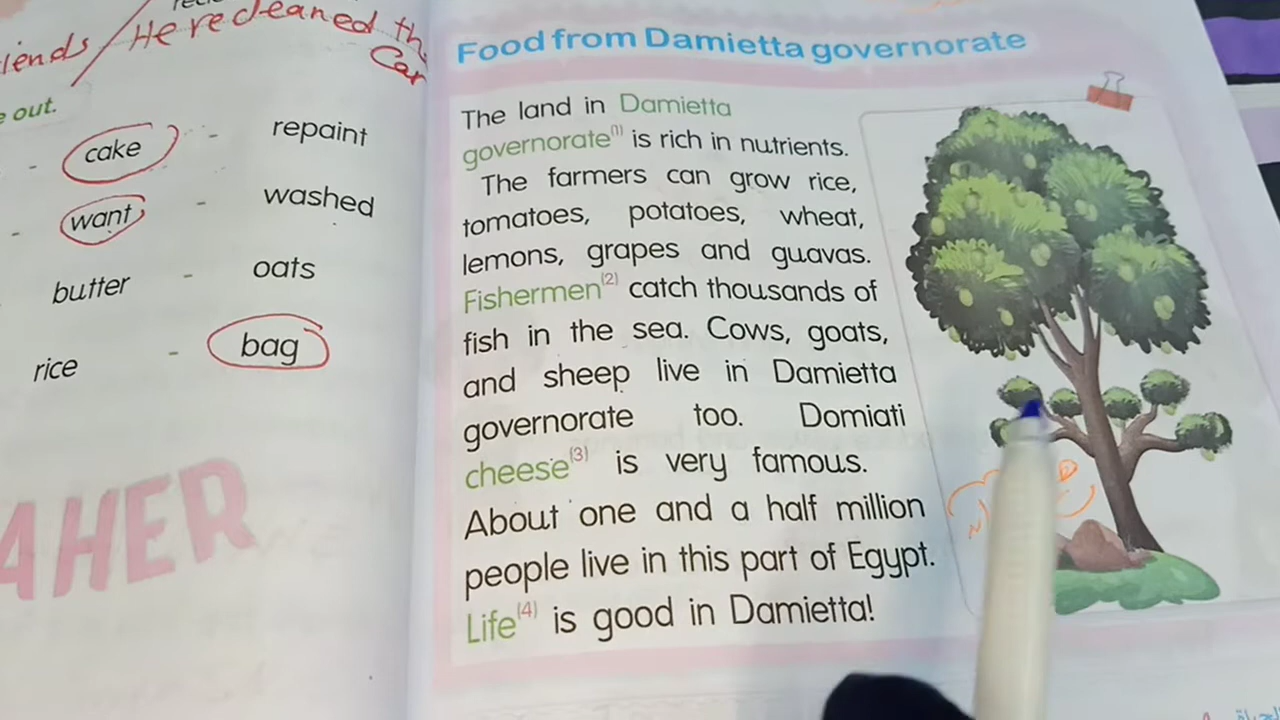 iends / He recleaned th
Car
e out.
- cake - repaint
- want - washed
butter - oats
rice - bag
AHER
Food from Damietta governorate
The land in Damietta
governorate(1) is rich in nutrients.
The farmers can grow rice,
tomatoes, potatoes, wheat,
lemons, grapes and guavas.
Fishermen(2) catch thousands of
fish in the sea. Cows, goats,
and sheep live in Damietta
governorate too. Domiati
cheese(3) is very famous.
About one and a half million
people live in this part of Egypt.
Life(4) is good in Damietta!